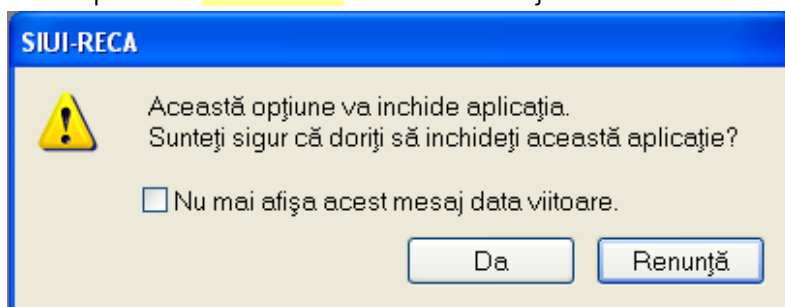 SIUI-RECA
Această opţiune va inchide aplicaţia.
Sunteţi sigur că doriţi să inchideţi această aplicaţie?
Nu mai afişa acest mesaj data viitoare.
Da
Renunţă